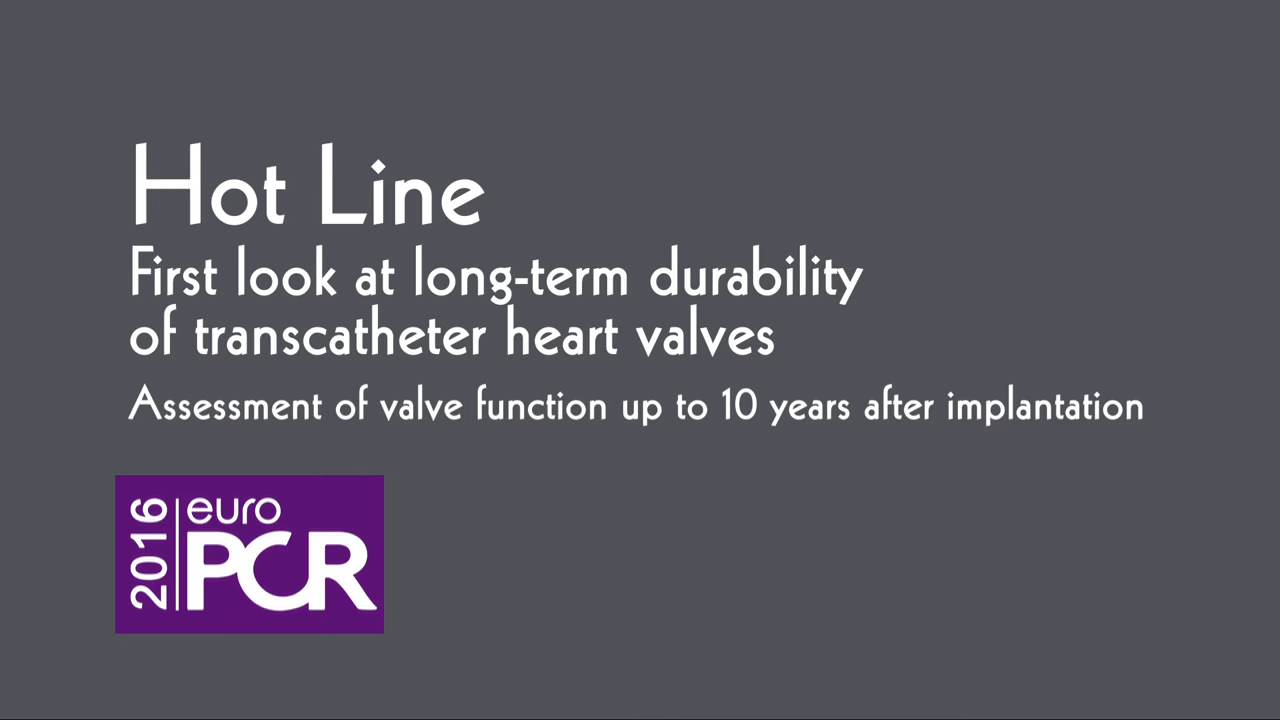 Hot Line
First look at long-term durability
of transcatheter heart valves
Assessment of valve function up to 10 years after implantation
2016
euro
PCR